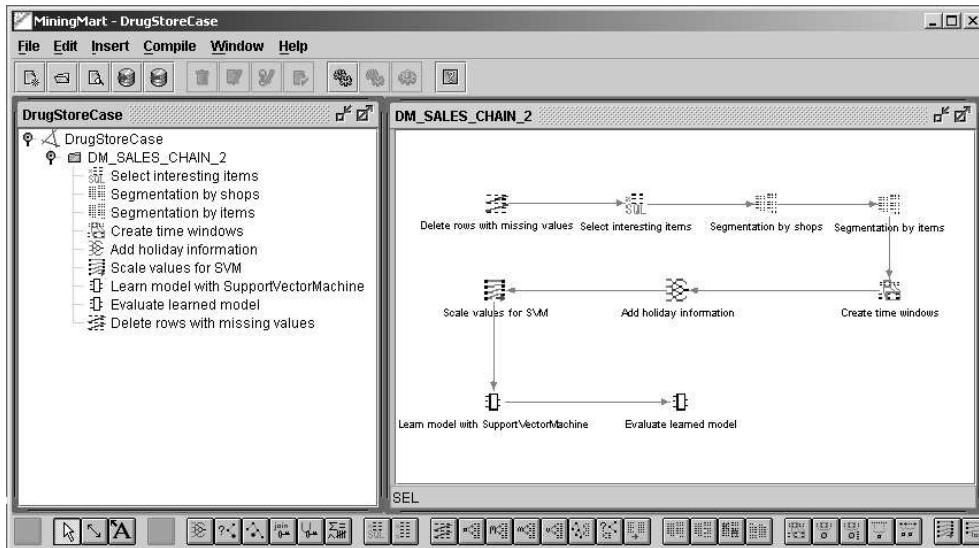 MiningMart - DrugStoreCase
File Edit Insert Compile Window Help
DrugStoreCase
DrugStoreCase
DM_SALES_CHAIN_2
Select interesting items
Segmentation by shops
Segmentation by items
Create time windows
Add holiday information
Scale values for SVM
Learn model with SupportVectorMachine
Evaluate learned model
Delete rows with missing values
DM_SALES_CHAIN_2
Delete rows with missing values Select interesting items Segmentation by shops Segmentation by items
Scale values for SVM Add holiday information Create time windows
Learn model with SupportVectorMachine Evaluate learned model
SEL